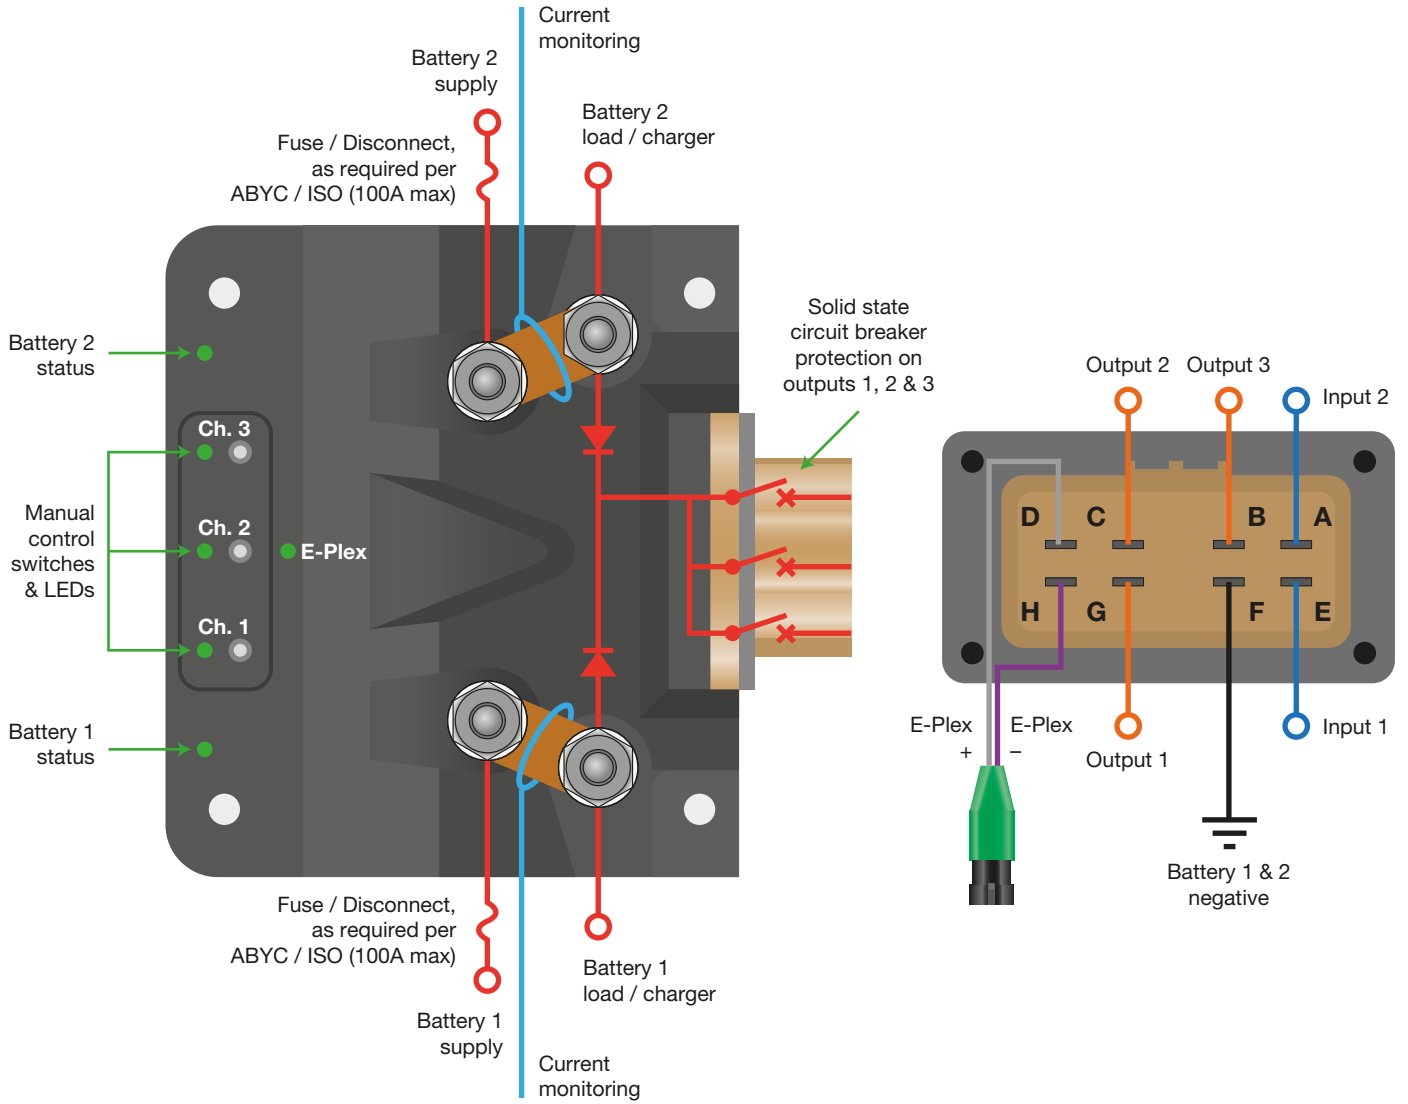 Current
monitoring
Battery 2
supply
Battery 2
load / charger
Fuse / Disconnect,
as required per
ABYC / ISO (100A max)
Battery 2
status
Ch. 3
Manual
control
switches
& LEDs
Ch. 2
E-Plex
Ch. 1
Battery 1
status
Solid state
circuit breaker
protection on
outputs 1, 2 & 3
Fuse / Disconnect,
as required per
ABYC / ISO (100A max)
Battery 1
load / charger
Battery 1
supply
Current
monitoring
Output 2
Output 3
Input 2
D C B A
H G F E
E-Plex
+
E-Plex
–
Output 1
Input 1
Battery 1 & 2
negative